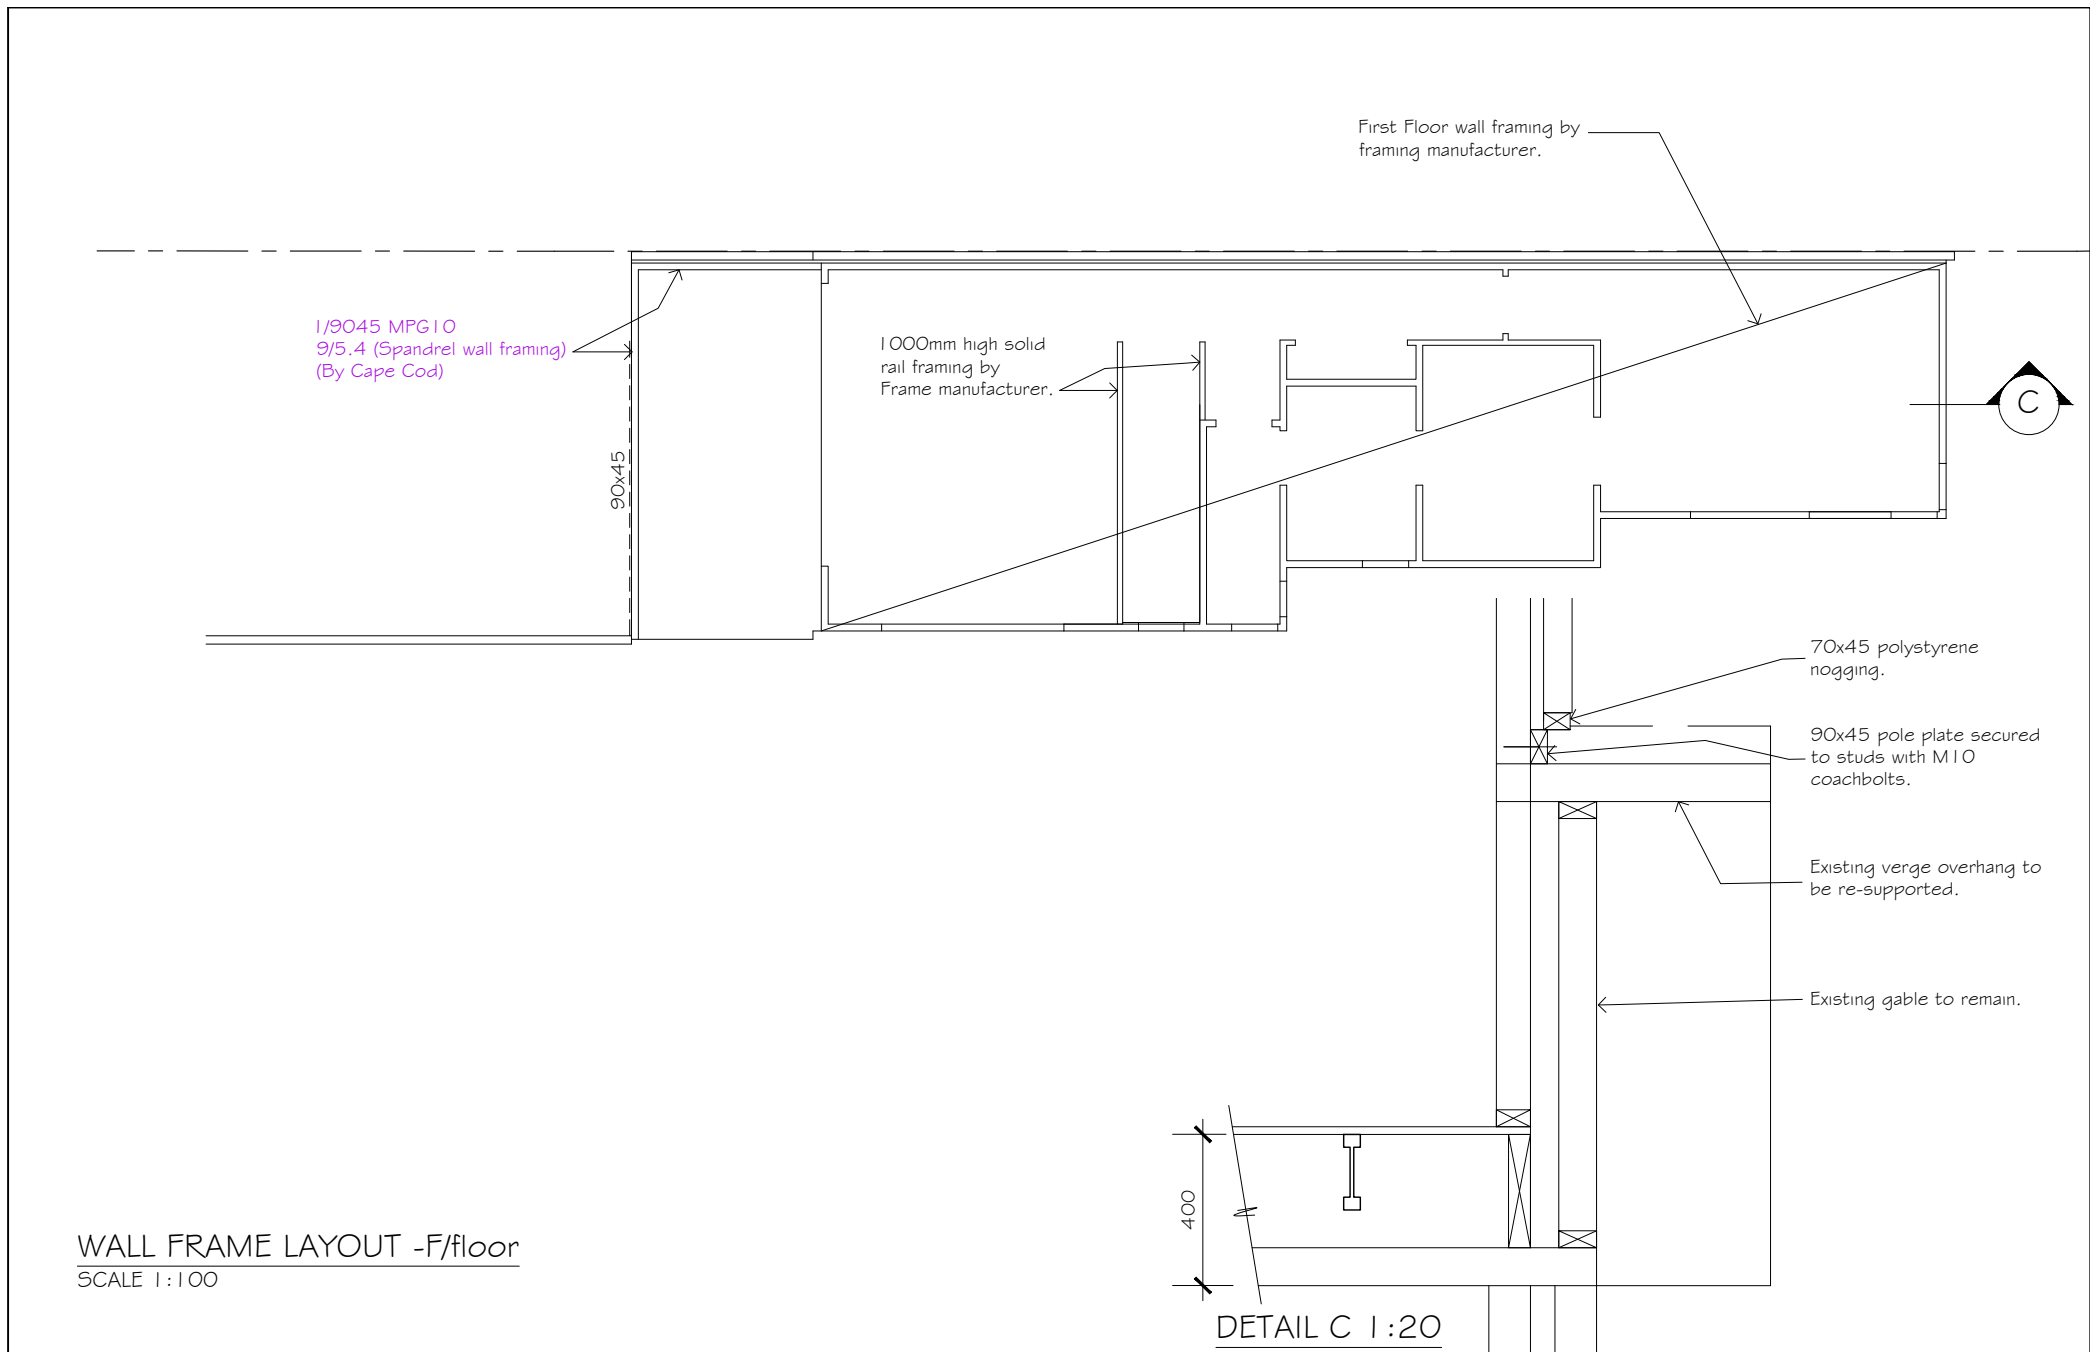 First Floor wall framing by
framing manufacturer.
1/9045 MPG10
9/5.4 (Spandrel wall framing)
(By Cape Cod)
1000mm high solid
rail framing by
Frame manufacturer.
C
90x45
70x45 polystyrene
nogging.
90x45 pole plate secured
to studs with M10
coachbolts.
Existing verge overhang to
be re-supported.
Existing gable to remain.
400
WALL FRAME LAYOUT -F/floor
SCALE 1:100
DETAIL C 1:20